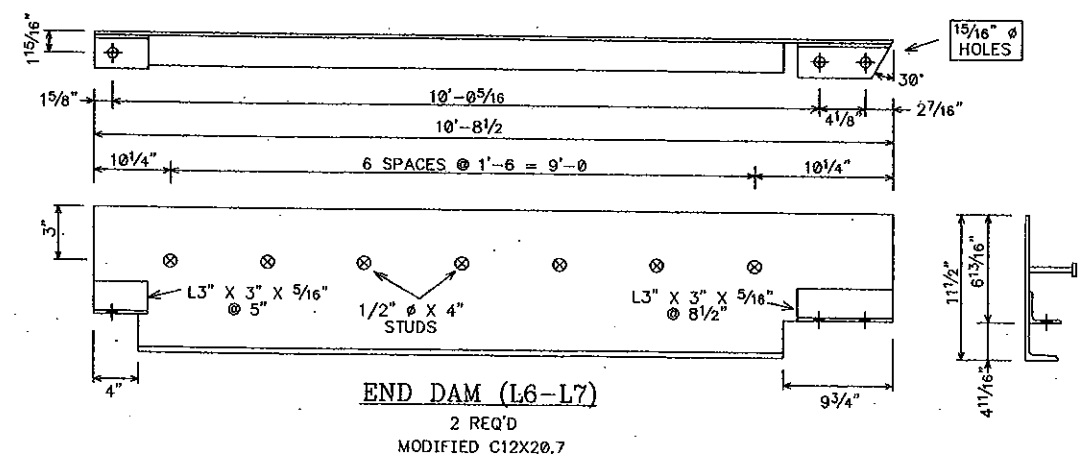 1 15/16"
15/16" ø
HOLES
30°
1 5/8"
10'-0 5/16
4 1/8"
2 7/16"
10'-8 1/2
10 1/4"
6 SPACES @ 1'-6 = 9'-0
10 1/4"
3"
L3" X 3" X 5/16"
@ 5"
1/2" ø X 4"
STUDS
L3" X 3" X 5/16"
@ 8 1/2"
11 1/2"
6 13/16"
4 11/16"
4"
9 3/4"
END DAM (L6-L7)
2 REQ'D
MODIFIED C12X20.7